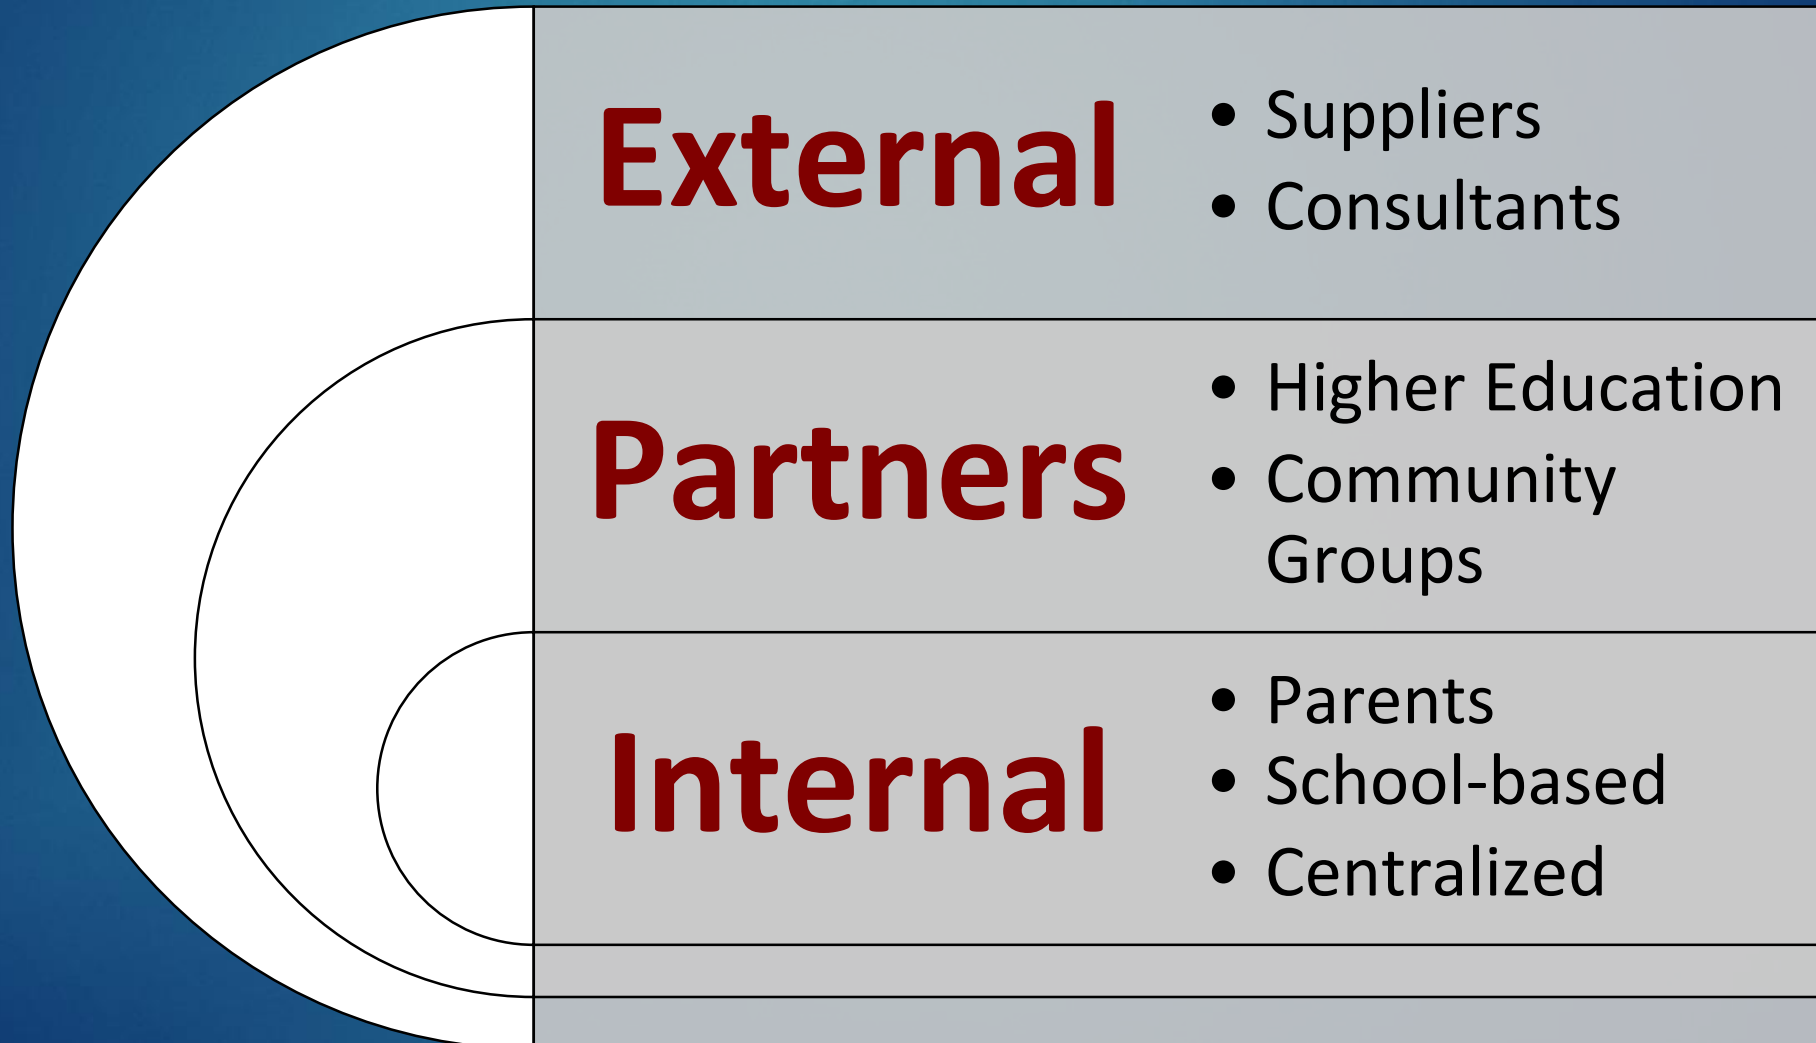 External
• Suppliers
• Consultants
Partners
• Higher Education
• Community
Groups
Internal
• Parents
• School-based
• Centralized